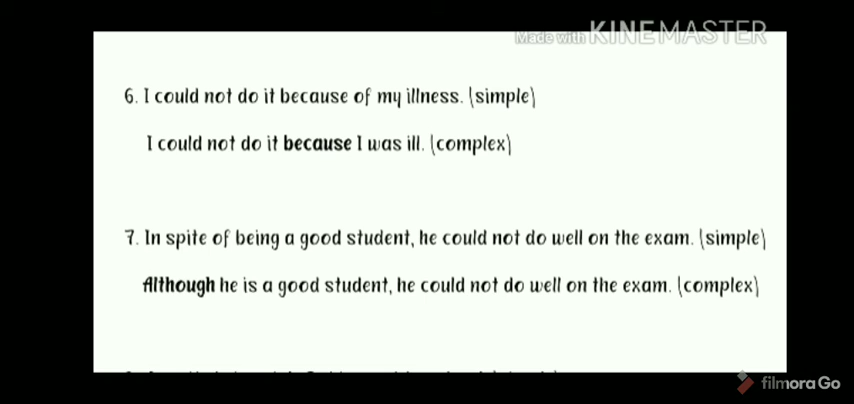 Made with KINEMASTER
6. I could not do it because of my illness. (simple)
I could not do it because I was ill. (complex)
7. In spite of being a good student, he could not do well on the exam. (simple)
Although he is a good student, he could not do well on the exam. (complex)
filmora Go